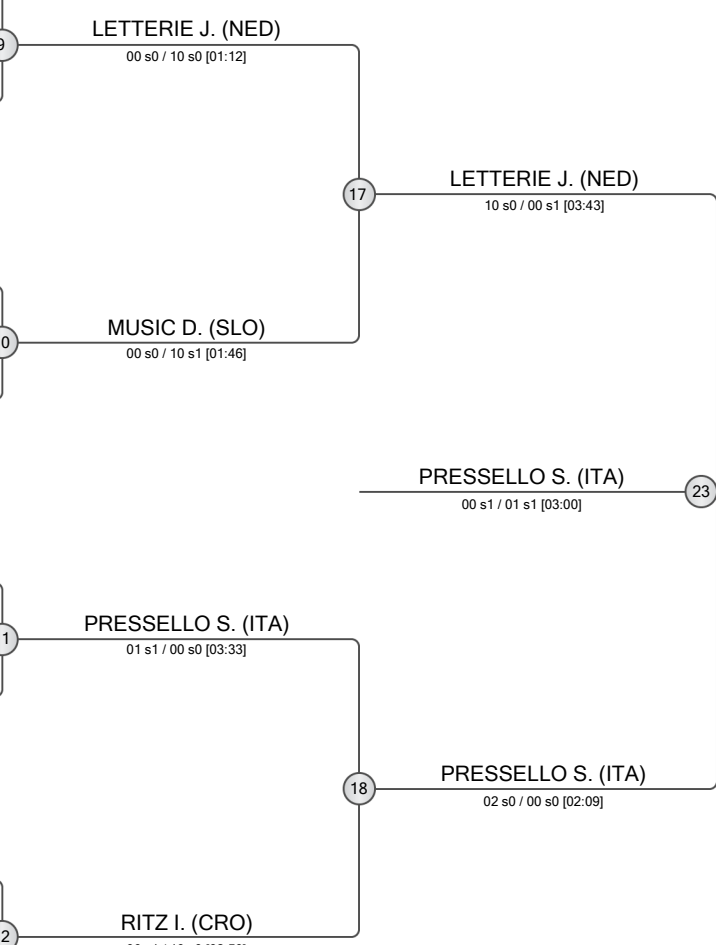 LETTERIE J. (NED)
00 s0 / 10 s0 [01:12]
9
LETTERIE J. (NED)
17
10 s0 / 00 s1 [03:43]
MUSIC D. (SLO)
0
00 s0 / 10 s1 [01:46]
PRESSELLO S. (ITA)
23
00 s1 / 01 s1 [03:00]
PRESSELLO S. (ITA)
1
01 s1 / 00 s0 [03:33]
PRESSELLO S. (ITA)
18
02 s0 / 00 s0 [02:09]
RITZ I. (CRO)
2